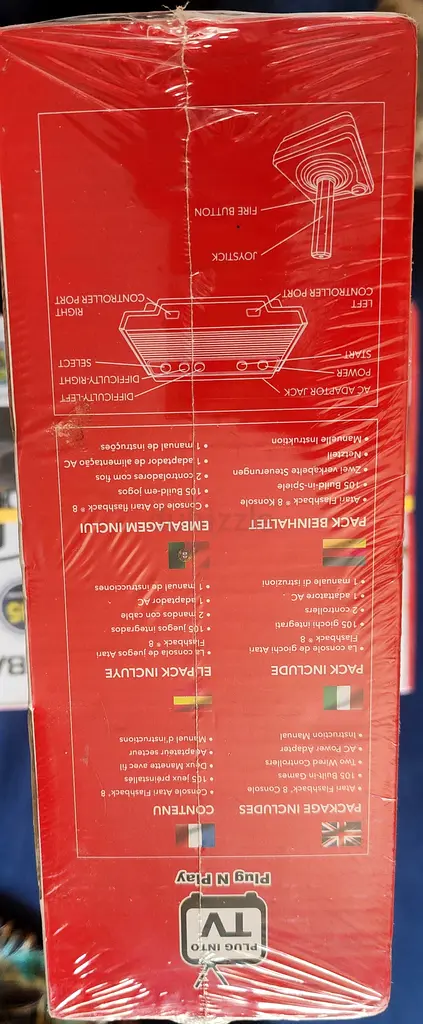 PLUG INTO
TV
Plug N Play
PACKAGE INCLUDES
• Atari Flashback® 8 Console
• 105 Built-in Games
• Two Wired Controllers
• AC Power Adapter
• Instruction Manual
CONTENU
• Console Atari Flashback® 8
• 105 jeux préinstallés
• Deux Manette avec fil
• Adaptateur secteur
• Manuel d'instructions
PACK INCLUDE
• La console de giochi Atari
Flashback ® 8
• 105 giochi integrati
• 2 controllers
• 1 adattatore AC
• 1 manuale di istruzioni
EL PACK INCLUYE
• La consola de juegos Atari
Flashback ® 8
• 105 juegos integrados
• 2 mandos con cable
• 1 adaptador AC
• 1 manual de instrucciones
PACK BEINHALTET
• Atari Flashback ® 8 Konsole
• 105 Build-in-Spiele
• Zwei verkabelte Steuerungen
• Netzteil
• Manuelle Instruktion
EMBALAGEM INCLUI
• Console do Atari flashback ® 8
• 105 Build-em-jogos
• 2 controladores com fios
• 1 adaptador de alimentação AC
• 1 manual de instruções
AC ADAPTOR JACK
POWER
START
DIFFICULTY-LEFT
DIFFICULTY-RIGHT
SELECT
LEFT
CONTROLLER PORT
RIGHT
CONTROLLER PORT
JOYSTICK
FIRE BUTTON